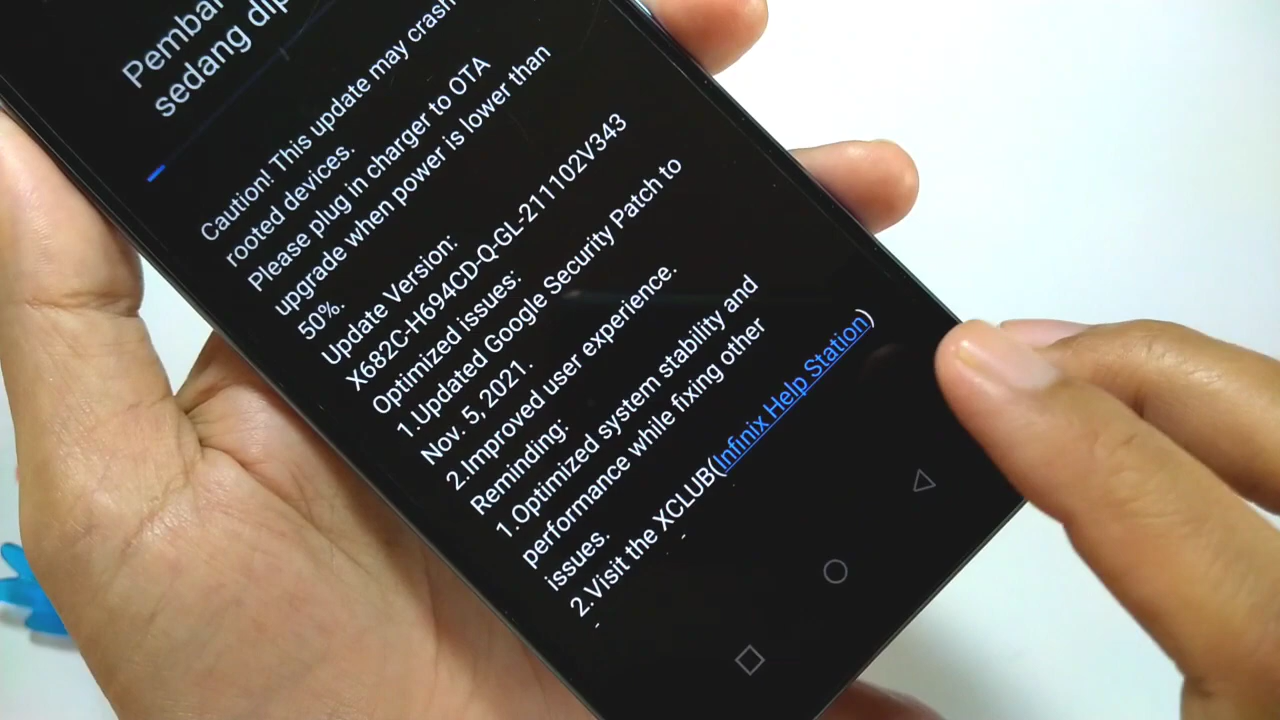 Pembar
sedang dip
Caution! This update may crash
rooted devices.
Please plug in charger to OTA
upgrade when power is lower than
50%.
Update Version:
X682C-H694CD-Q-GL-211102V343
Optimized issues:
1.Updated Google Security Patch to
Nov. 5, 2021.
2.Improved user experience.
Reminding:
1.Optimized system stability and
performance while fixing other
issues.
2.Visit the XCLUB(Infinix Help Station)